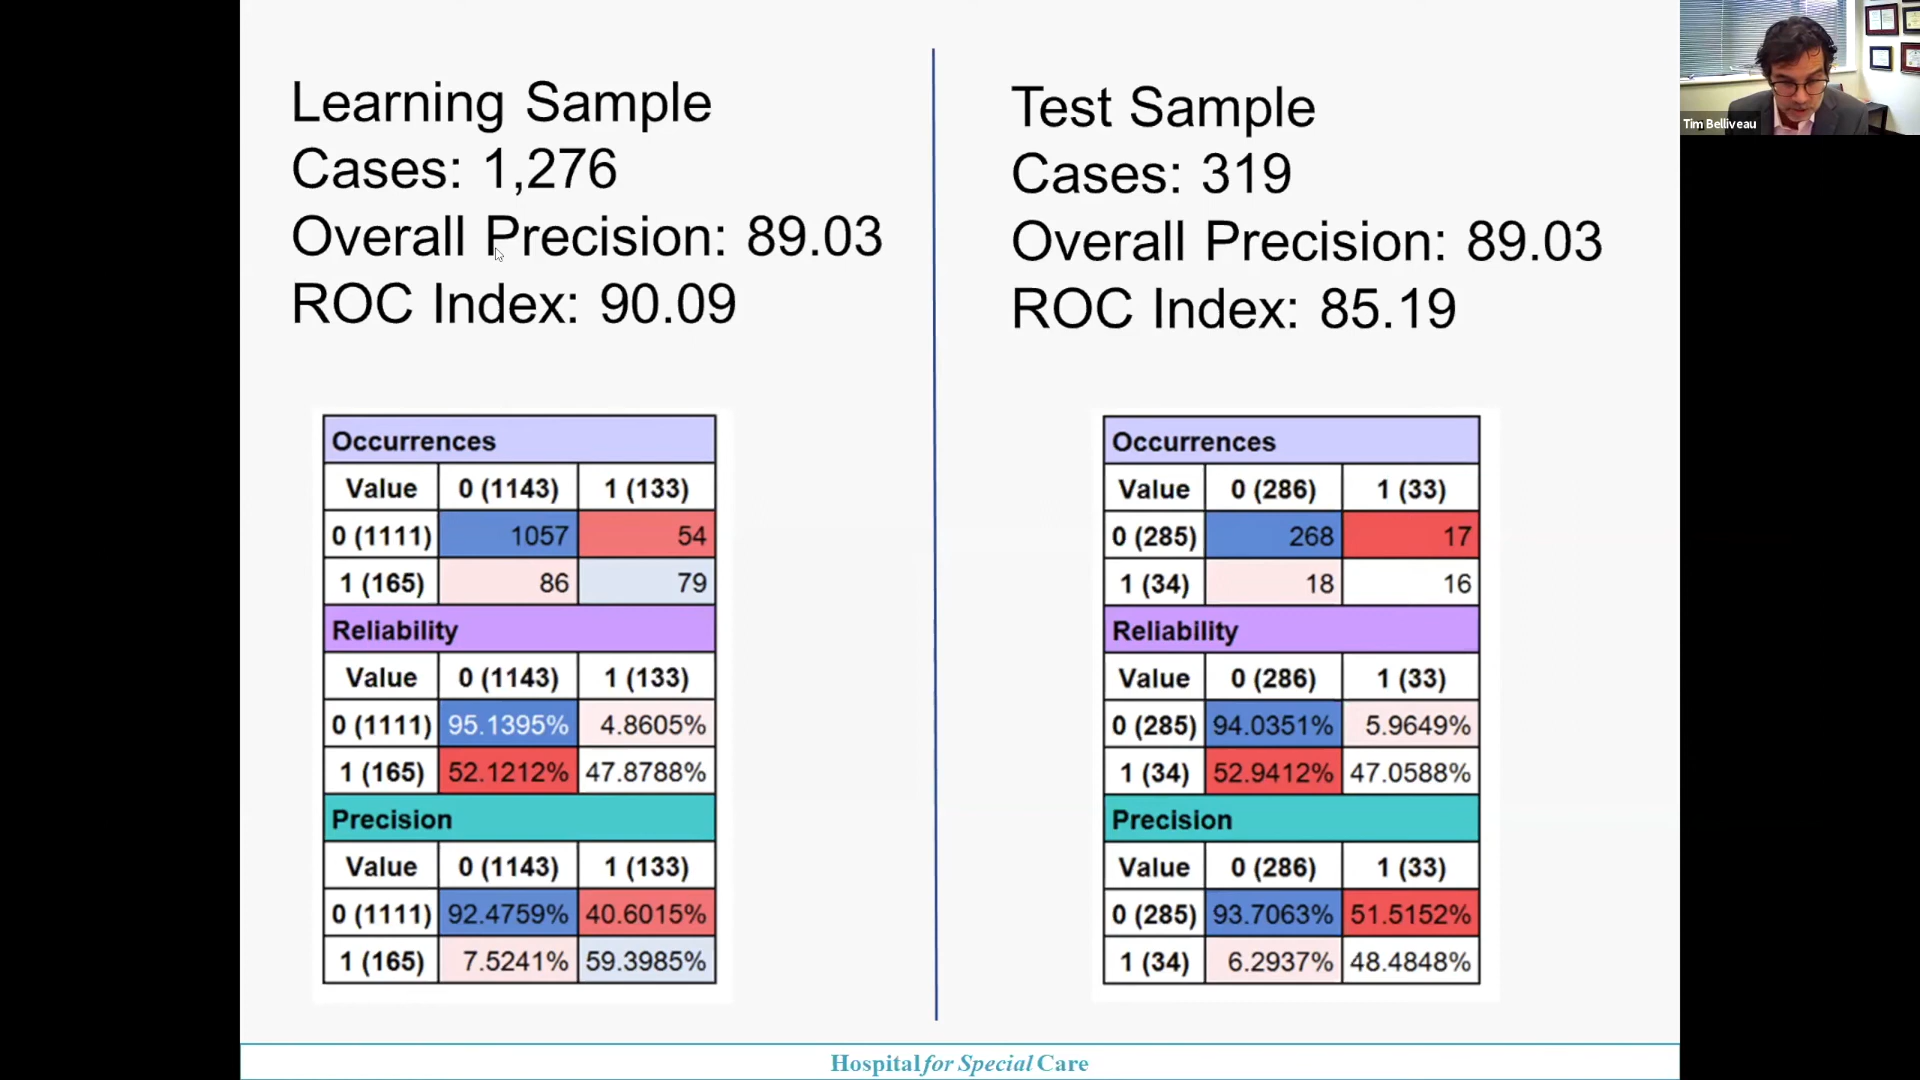 Learning Sample
Cases: 1,276
Overall Precision: 89.03
ROC Index: 90.09
Occurrences
Value 0 (1143) 1 (133)
0 (1111) 1057 54
1 (165) 86 79
Reliability
Value 0 (1143) 1 (133)
0 (1111) 95.1395% 4.8605%
1 (165) 52.1212% 47.8788%
Precision
Value 0 (1143) 1 (133)
0 (1111) 92.4759% 40.6015%
1 (165) 7.5241% 59.3985%
Test Sample
Cases: 319
Overall Precision: 89.03
ROC Index: 85.19
Occurrences
Value 0 (286) 1 (33)
0 (285) 268 17
1 (34) 18 16
Reliability
Value 0 (286) 1 (33)
0 (285) 94.0351% 5.9649%
1 (34) 52.9412% 47.0588%
Precision
Value 0 (286) 1 (33)
0 (285) 93.7063% 51.5152%
1 (34) 6.2937% 48.4848%
Hospital for Special Care
Tim Belliveau